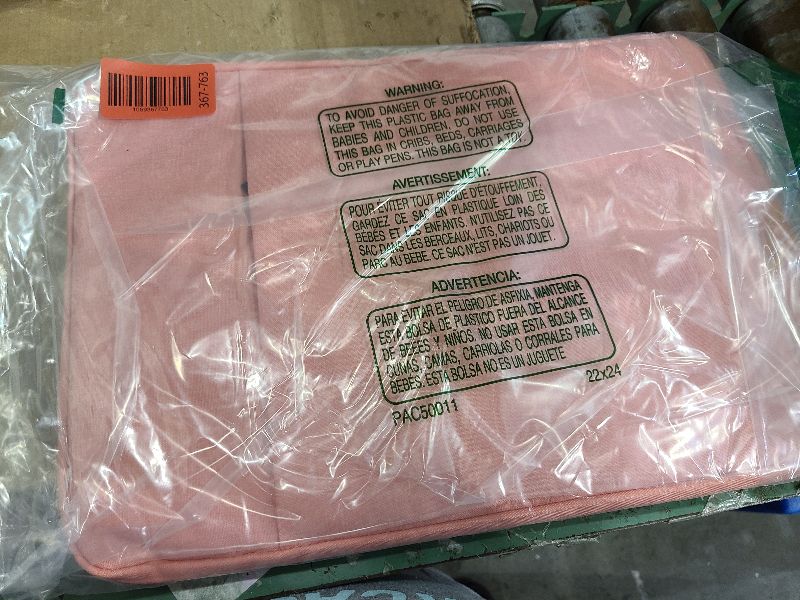 367-763
WARNING:
TO AVOID DANGER OF SUFFOCATION,
KEEP THIS PLASTIC BAG AWAY FROM
BABIES AND CHILDREN. DO NOT USE
THIS BAG IN CRIBS, BEDS, CARRIAGES
OR PLAY PENS. THIS BAG IS NOT A TOY.
AVERTISSEMENT:
POUR EVITER TOUT RISQUE D'ETOUFFEMENT,
GARDEZ CE SAC EN PLASTIQUE LOIN DES
BÉBÉS ET LES ENFANTS. N'UTILISEZ PAS CE
SAC DANS LES BERCEAUX, LITS, CHARIOTS OU
PARC AU BEBE. CE SAC N'EST PAS UN JOUET.
ADVERTENCIA:
PARA EVITAR EL PELIGRO DE ASFIXIA, MANTENGA
ESTA BOLSA DE PLASTICO FUERA DEL ALCANCE
DE BEBES Y NIÑOS. NO USAR ESTA BOLSA EN
CUNAS, CAMAS, CARRIOLAS O CORRALES PARA
BEBES. ESTA BOLSA NO ES UN JUGUETE
22x24
PAC50011